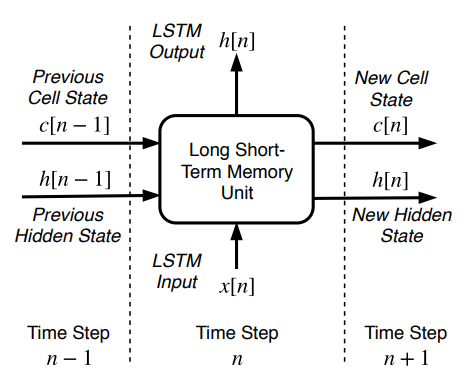 LSTM
Output
h[n]
Previous
Cell State
c[n − 1]
New Cell
State
c[n]
Long Short-
Term Memory
Unit
h[n − 1]
Previous
Hidden State
h[n]
New Hidden
State
LSTM
Input
x[n]
Time Step
n − 1
Time Step
n
Time Step
n + 1